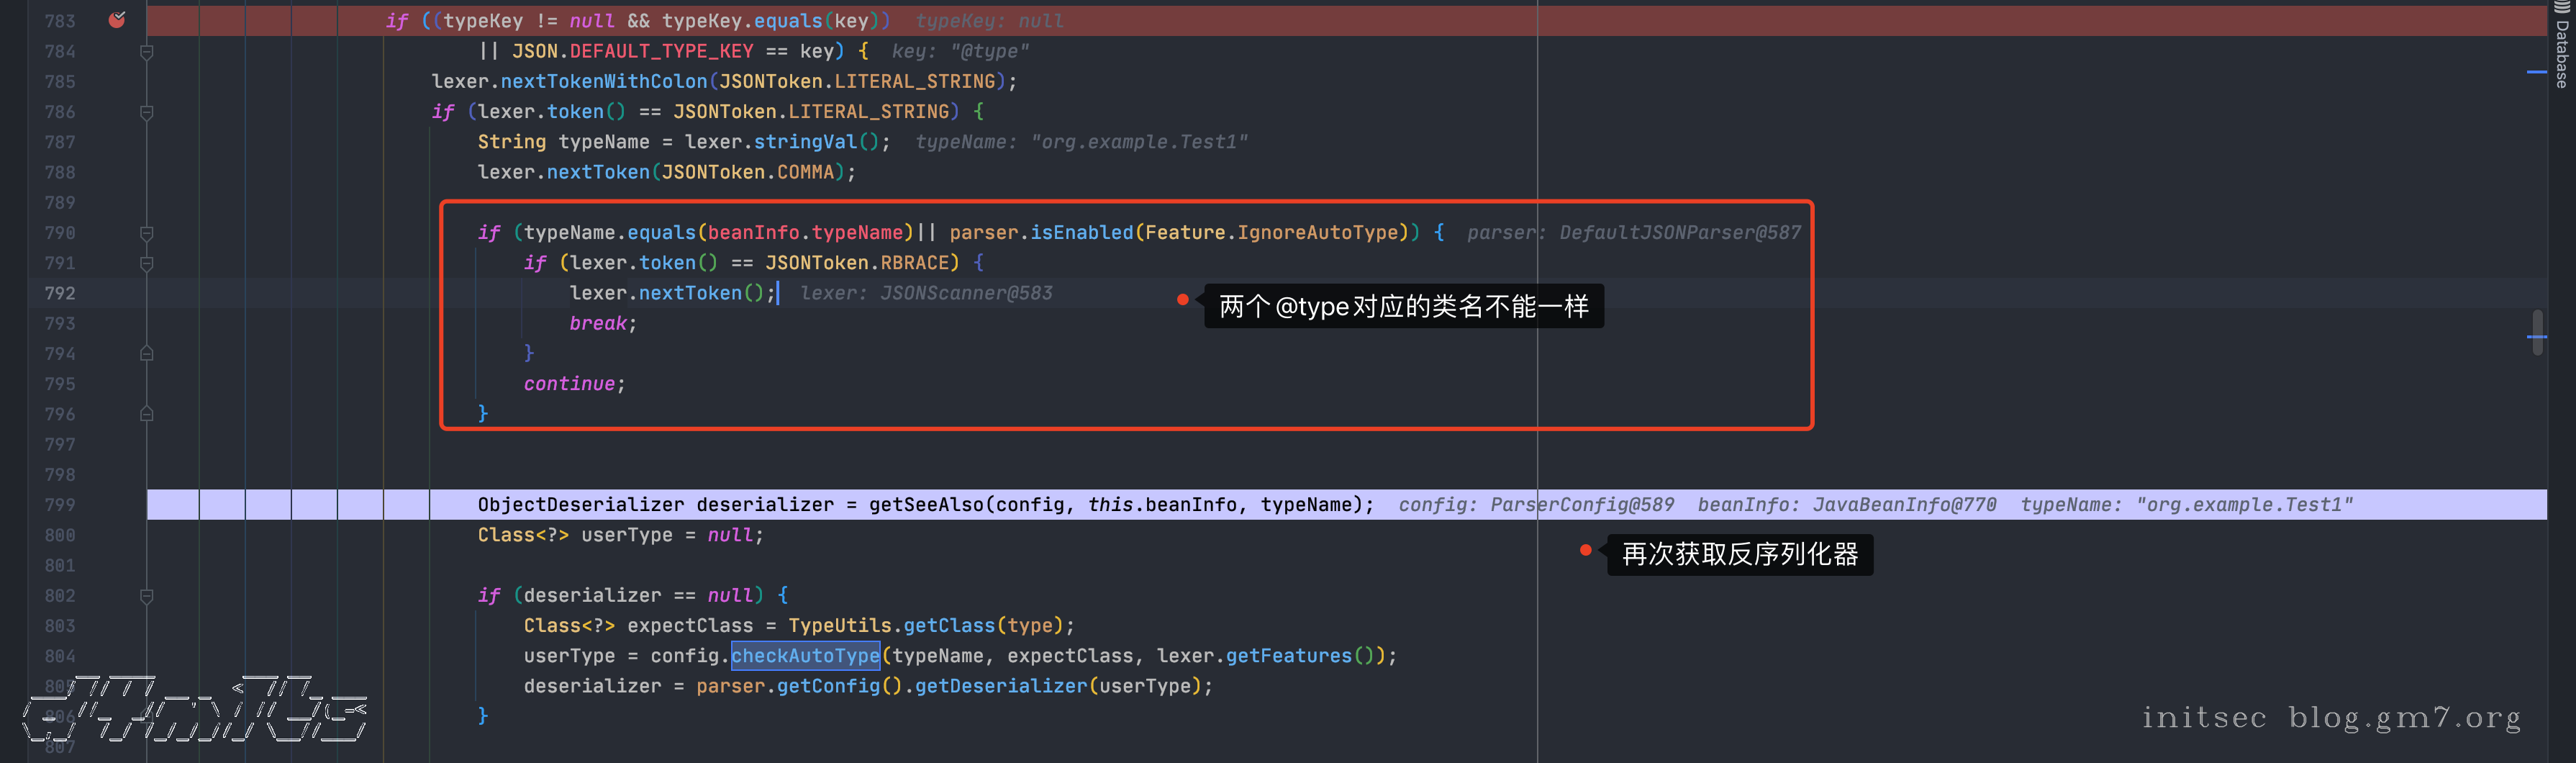 783 if ((typeKey != null && typeKey.equals(key)) typeKey: null
784 || JSON.DEFAULT_TYPE_KEY == key) { key: "@type"
785 lexer.nextTokenWithColon(JSONToken.LITERAL_STRING);
786 if (lexer.token() == JSONToken.LITERAL_STRING) {
787 String typeName = lexer.stringVal(); typeName: "org.example.Test1"
788 lexer.nextToken(JSONToken.COMMA);
789
790 if (typeName.equals(beanInfo.typeName)|| parser.isEnabled(Feature.IgnoreAutoType)) { parser: DefaultJSONParser@587
791 if (lexer.token() == JSONToken.RBRACE) {
792 lexer.nextToken(); lexer: JSONScanner@583
两个@type对应的类名不能一样
793 break;
794 }
795 continue;
796 }
797
798
799 ObjectDeserializer deserializer = getSeeAlso(config, this.beanInfo, typeName); config: ParserConfig@589 beanInfo: JavaBeanInfo@770 typeName: "org.example.Test1"
800 Class<?> userType = null;
再次获取反序列化器
801
802 if (deserializer == null) {
803 Class<?> expectClass = TypeUtils.getClass(type);
804 userType = config.checkAutoType(typeName, expectClass, lexer.getFeatures());
805 deserializer = parser.getConfig().getDeserializer(userType);
806 }
807
initsec blog.gm7.org
Database